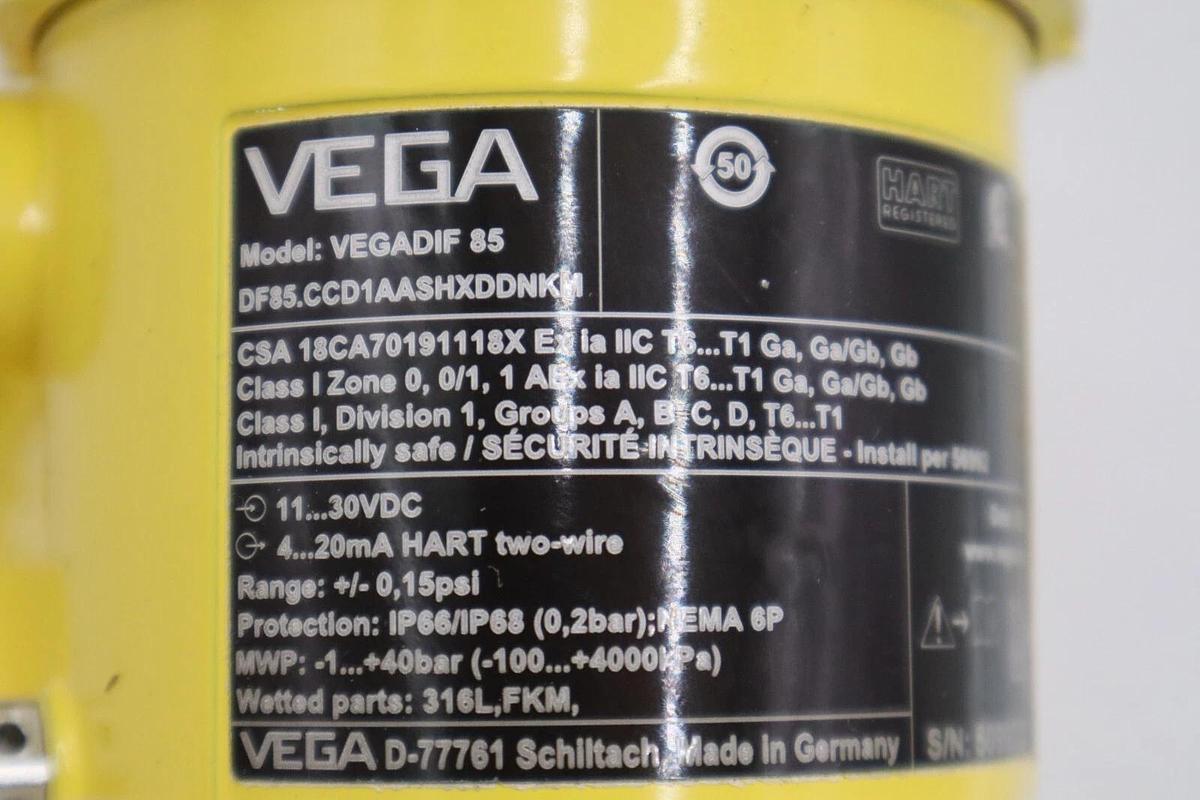 VEGA
50
HART
REGISTERED
Model: VEGADIF 85
DF85.CCD1AASHXDDNKM
CSA 18CA70191118X Ex ia IIC T6...T1 Ga, Ga/Gb, Gb
Class I Zone 0, 0/1, 1 AEx ia IIC T6...T1 Ga, Ga/Gb, Gb
Class I, Division 1, Groups A, B, C, D, T6...T1
Intrinsically safe / SÉCURITÉ INTRINSÈQUE - Install per
11...30VDC
4...20mA HART two-wire
Range: +/- 0,15psi
Protection: IP66/IP68 (0,2bar);NEMA 6P
MWP: -1...+40bar (-100...+4000kPa)
Wetted parts: 316L,FKM,
VEGA D-77761 Schiltach, Made in Germany
S/N: